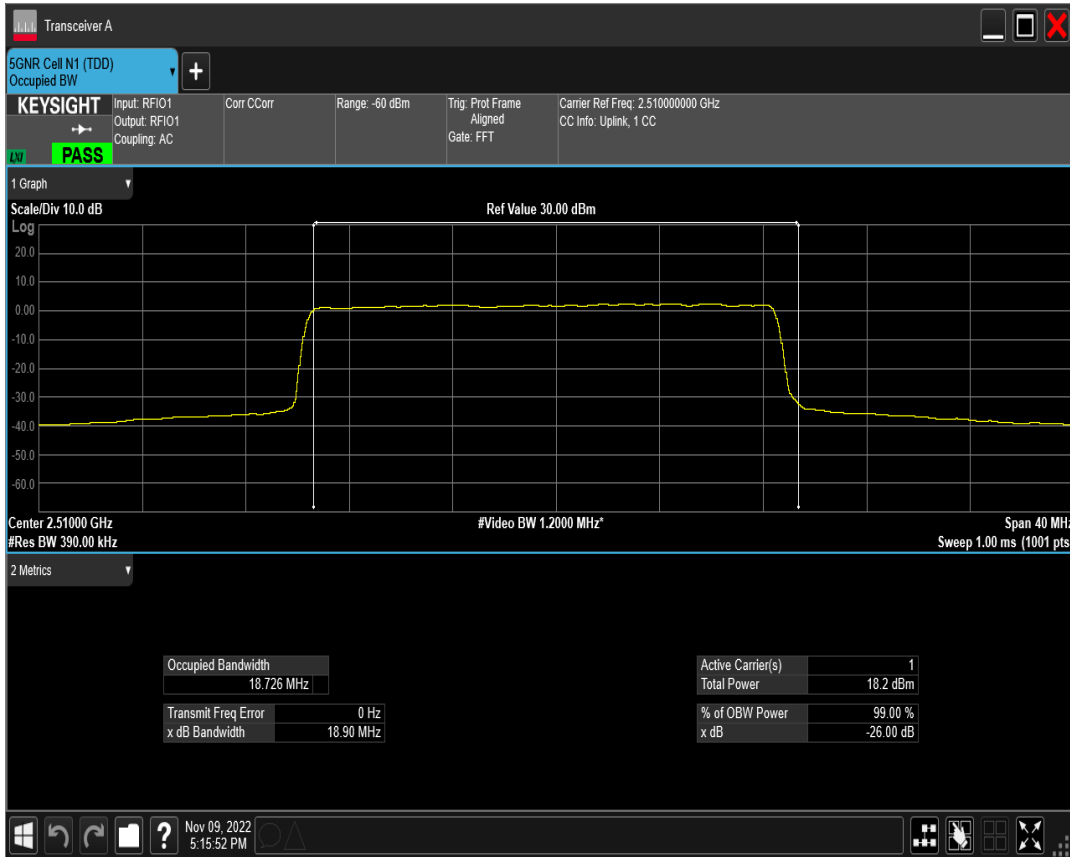 Transceiver A
5GNR Cell N1 (TDD)
Occupied BW
KEYSIGHT
LXI
PASS
Input: RFIO1
Output: RFIO1
Coupling: AC
Corr CCorr
Range: -60 dBm
Trig: Prot Frame
Aligned
Gate: FFT
Carrier Ref Freq: 2.510000000 GHz
CC Info: Uplink, 1 CC
1 Graph
Scale/Div 10.0 dB
Ref Value 30.00 dBm
Log
20.0
10.0
0.00
-10.0
-20.0
-30.0
-40.0
-50.0
-60.0
Center 2.51000 GHz
#Video BW 1.2000 MHz*
Span 40 MHz
#Res BW 390.00 kHz
Sweep 1.00 ms (1001 pts
2 Metrics
Occupied Bandwidth
18.726 MHz
Transmit Freq Error 0 Hz
x dB Bandwidth 18.90 MHz
Active Carrier(s) 1
Total Power 18.2 dBm
% of OBW Power 99.00 %
x dB -26.00 dB
Nov 09, 2022
5:15:52 PM